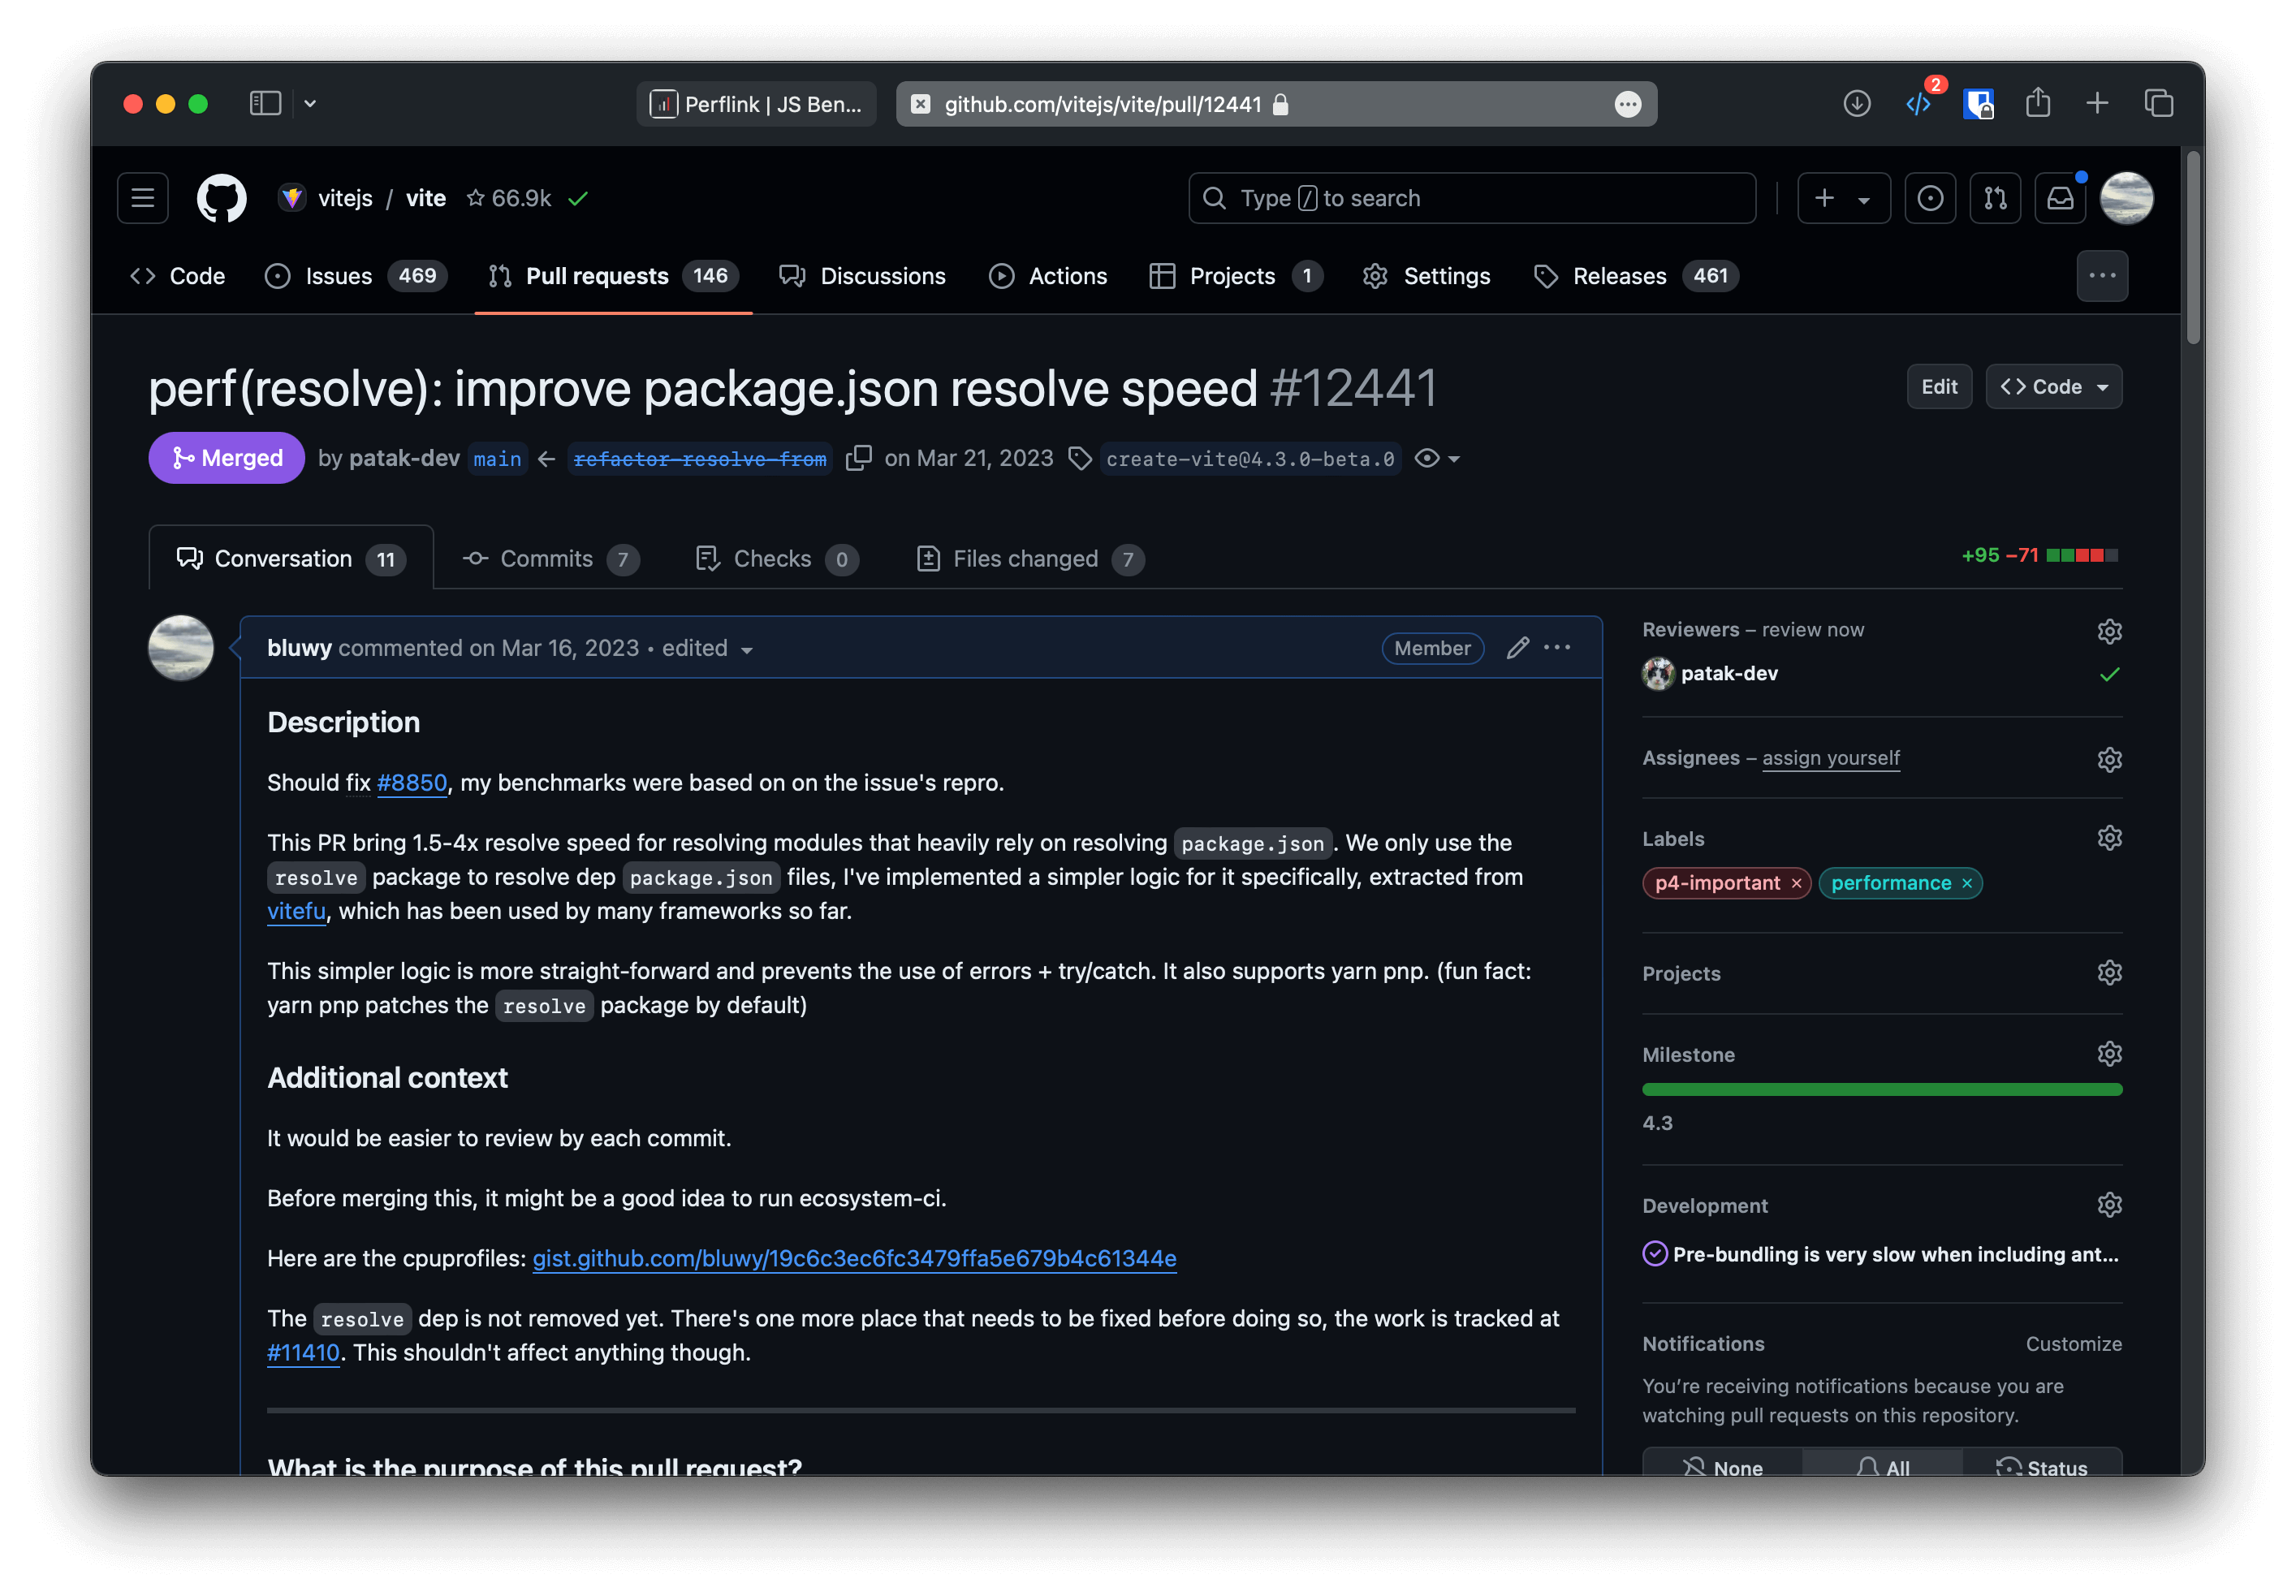 Perflink | JS Ben...
github.com/vitejs/vite/pull/12441
2
vitejs / vite 66.9k
Type / to search
Code
Issues 469
Pull requests 146
Discussions
Actions
Projects 1
Settings
Releases 461
perf(resolve): improve package.json resolve speed #12441
Edit
Code
Merged by patak-dev main ← refactor-resolve-from on Mar 21, 2023 create-vite@4.3.0-beta.0
Conversation 11
Commits 7
Checks 0
Files changed 7
+95 −71
bluwy commented on Mar 16, 2023 • edited
Member
Description
Should fix #8850, my benchmarks were based on on the issue's repro.
This PR bring 1.5-4x resolve speed for resolving modules that heavily rely on resolving package.json. We only use the
resolve package to resolve dep package.json files, I've implemented a simpler logic for it specifically, extracted from
vitefu, which has been used by many frameworks so far.
This simpler logic is more straight-forward and prevents the use of errors + try/catch. It also supports yarn pnp. (fun fact:
yarn pnp patches the resolve package by default)
Additional context
It would be easier to review by each commit.
Before merging this, it might be a good idea to run ecosystem-ci.
Here are the cpuprofiles: gist.github.com/bluwy/19c6c3ec6fc3479ffa5e679b4c61344e
The resolve dep is not removed yet. There's one more place that needs to be fixed before doing so, the work is tracked at
#11410. This shouldn't affect anything though.
What is the purpose of this pull request?
Reviewers – review now
patak-dev
Assignees – assign yourself
Labels
p4-important ×
performance ×
Projects
Milestone
4.3
Development
Pre-bundling is very slow when including ant...
Notifications
Customize
You're receiving notifications because you are
watching pull requests on this repository.
None
All
Status